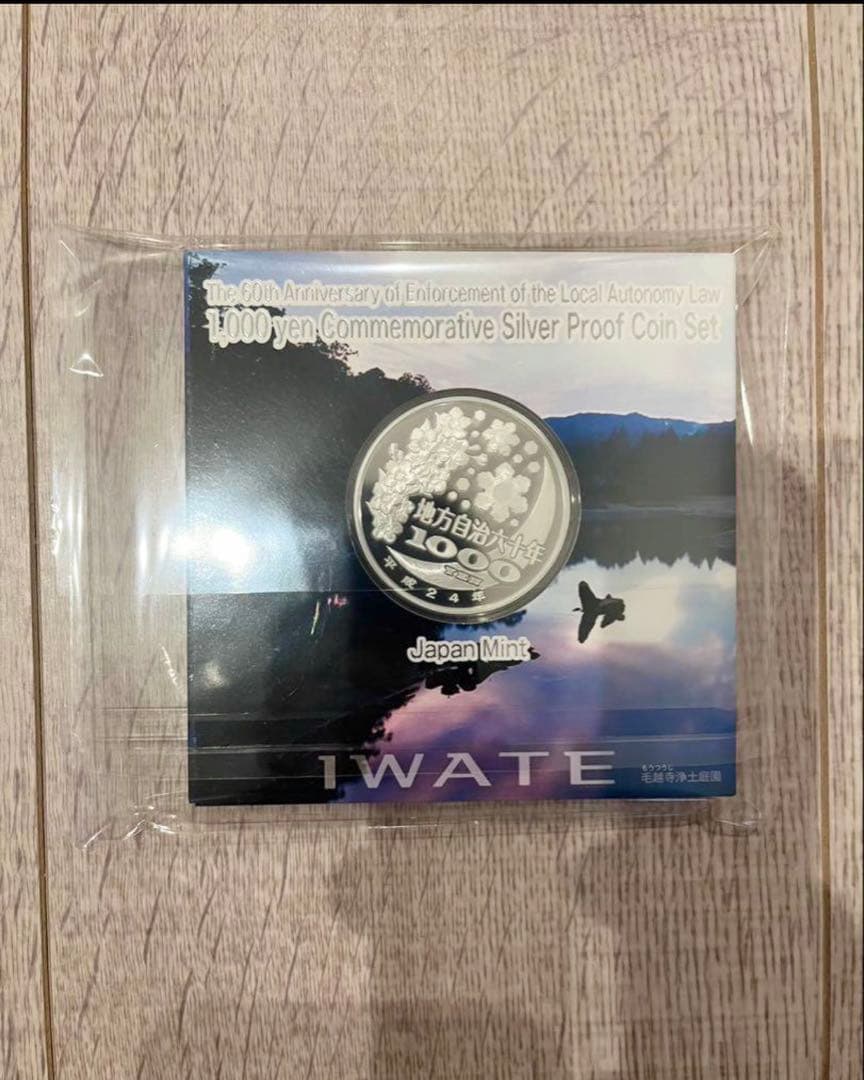 The 60th Anniversary of Enforcement of the Local Autonomy Law
1,000 yen Commemorative Silver Proof Coin Set
地方自治六十年
1000
平成24年
Japan Mint
IWATE
もうつうじ
毛越寺浄土庭園